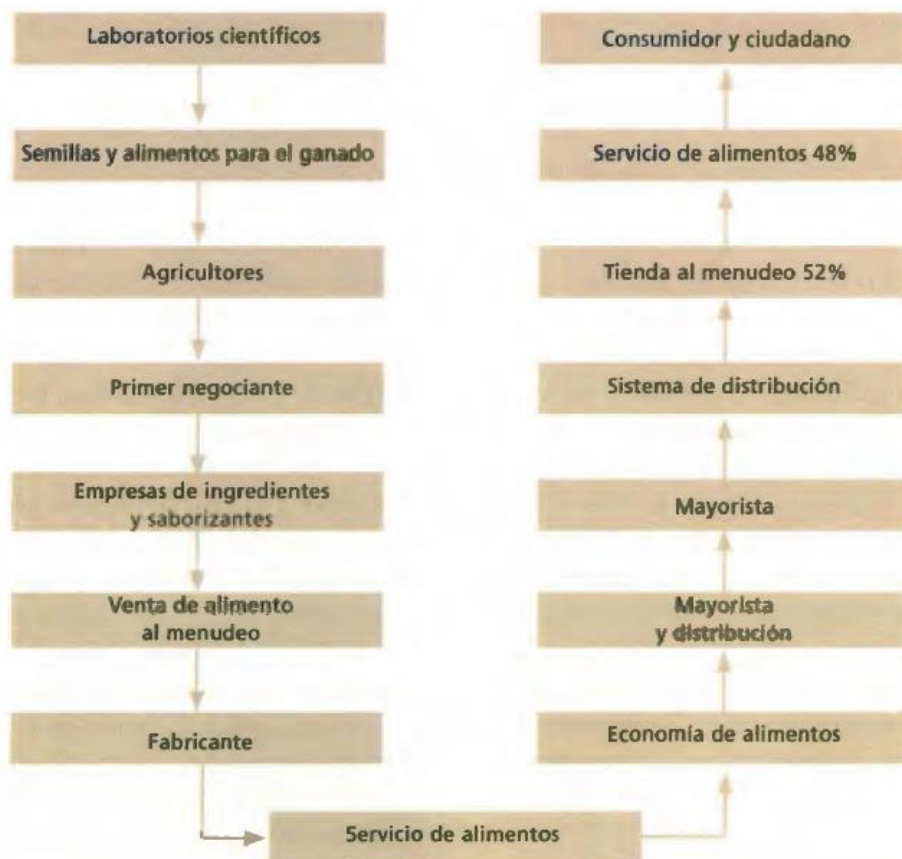 Laboratorios científicos
Semillas y alimentos para el ganado
Agricultores
Primer negociante
Empresas de ingredientes
y saborizantes
Venta de alimento
al menudeo
Fabricante
Servicio de alimentos
Economía de alimentos
Mayorista
y distribución
Mayorista
Sistema de distribución
Tienda al menudeo 52%
Servicio de alimentos 48%
Consumidor y ciudadano